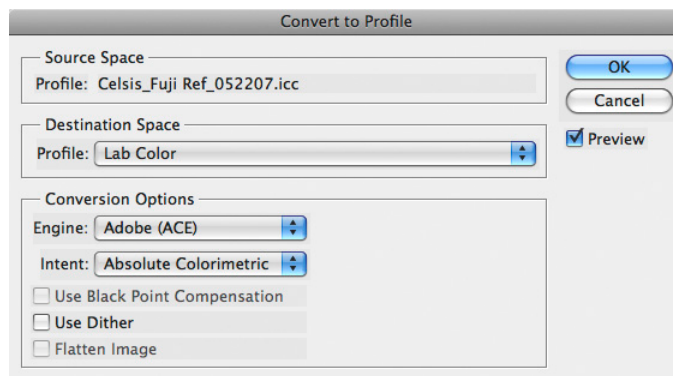 Convert to Profile
Source Space
Profile: Celsis_Fuji Ref_052207.icc
OK
Cancel
Preview
Destination Space
Profile: Lab Color
Conversion Options
Engine: Adobe (ACE)
Intent: Absolute Colorimetric
Use Black Point Compensation
Use Dither
Flatten Image